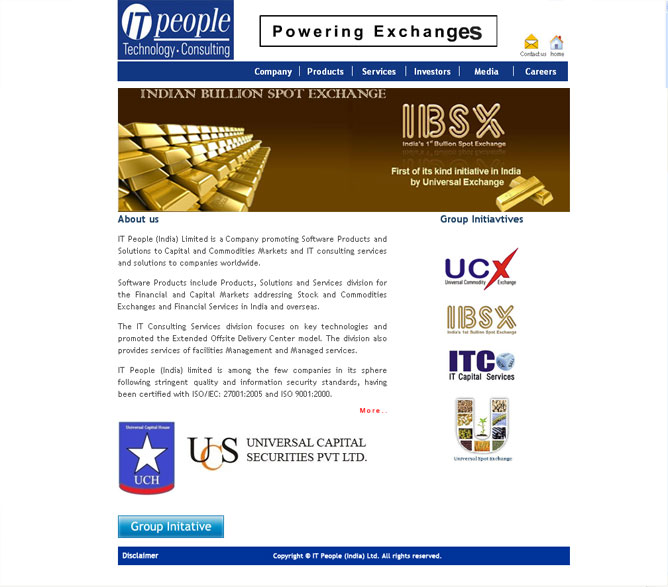 IT people
Technology • Consulting
Powering Exchanges
Contact us home
Company | Products | Services | Investors | Media | Careers
INDIAN BULLION SPOT EXCHANGE
IBSX
India's 1st Bullion Spot Exchange
First of its kind initiative in India
by Universal Exchange
About us
IT People (India) Limited is a Company promoting Software Products and
Solutions to Capital and Commodities Markets and IT consulting services
and solutions to companies worldwide.
Software Products include Products, Solutions and Services division for
the Financial and Capital Markets addressing Stock and Commodities
Exchanges and Financial Services in India and overseas.
The IT Consulting Services division focuses on key technologies and
promoted the Extended Offsite Delivery Center model. The division also
provides services of facilities Management and Managed services.
IT People (India) limited is among the few companies in its sphere
following stringent quality and information security standards, having
been certified with ISO/IEC: 27001:2005 and ISO 9001:2000.
More..
Group Initiavtives
UCX
Universal Commodity Exchange
IBSX
India's 1st Bullion Spot Exchange
ITCO
IT Capital Services
U
Universal Spot Exchange
Universal Capital House
UCH
UCS
UNIVERSAL CAPITAL
SECURITIES PVT LTD.
Group Initative
Disclaimer
Copyright © IT People (India) Ltd. All rights reserved.